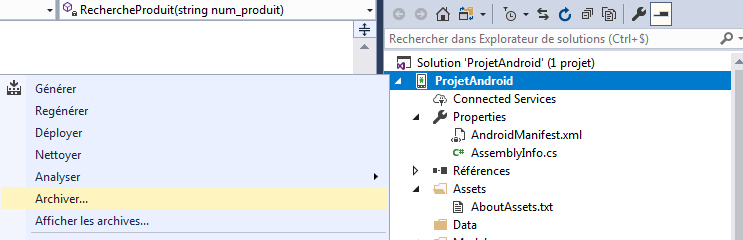 RechercheProduit(string num_produit)
Générer
Regénérer
Déployer
Nettoyer
Analyser
Archiver...
Afficher les archives...
Rechercher dans Explorateur de solutions (Ctrl+$)
Solution 'ProjetAndroid' (1 projet)
ProjetAndroid
Connected Services
Properties
AndroidManifest.xml
C# AssemblyInfo.cs
Références
Assets
AboutAssets.txt
Data